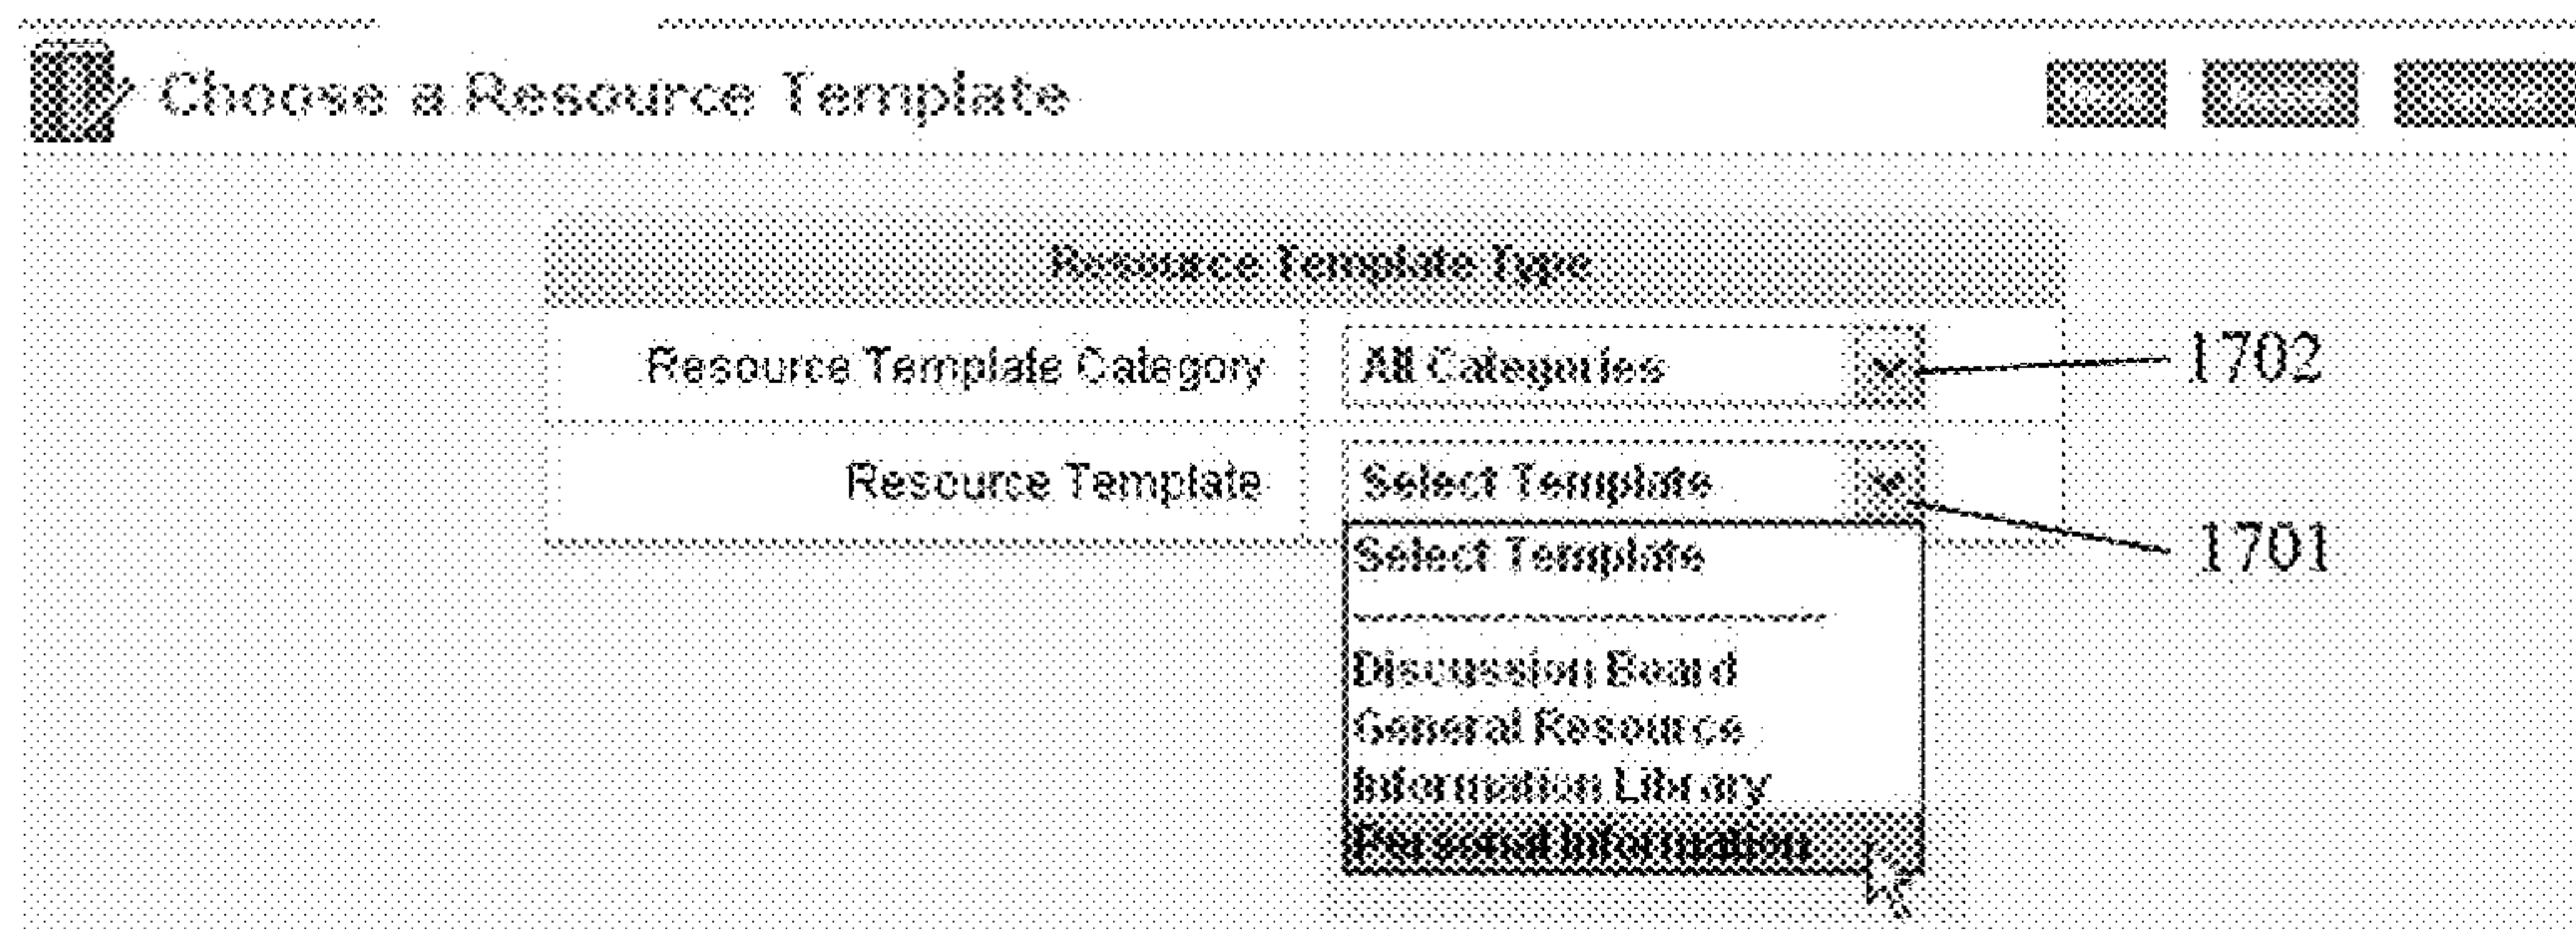 Choose a Resource Template
Resource Template Type
Resource Template Category All Categories 1702
Resource Template Select Template 1701
Select Template
--------------------
Discussion Board
General Resource
Information Library
Personal Information